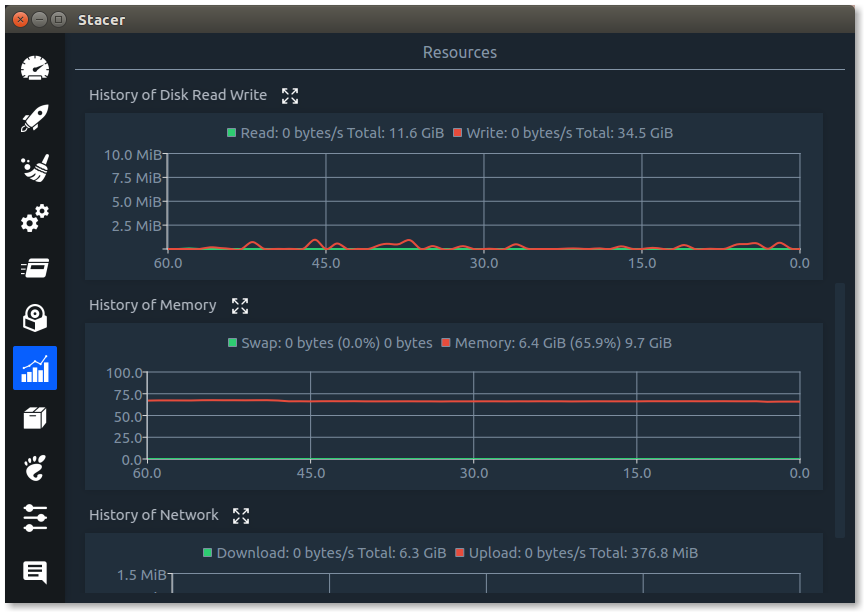 Stacer
Resources
History of Disk Read Write
Read: 0 bytes/s Total: 11.6 GiB Write: 0 bytes/s Total: 34.5 GiB
10.0 MiB
7.5 MiB
5.0 MiB
2.5 MiB
60.0 45.0 30.0 15.0 0.0
History of Memory
Swap: 0 bytes (0.0%) 0 bytes Memory: 6.4 GiB (65.9%) 9.7 GiB
100.0
75.0
50.0
25.0
0.0
60.0 45.0 30.0 15.0 0.0
History of Network
Download: 0 bytes/s Total: 6.3 GiB Upload: 0 bytes/s Total: 376.8 MiB
1.5 MiB